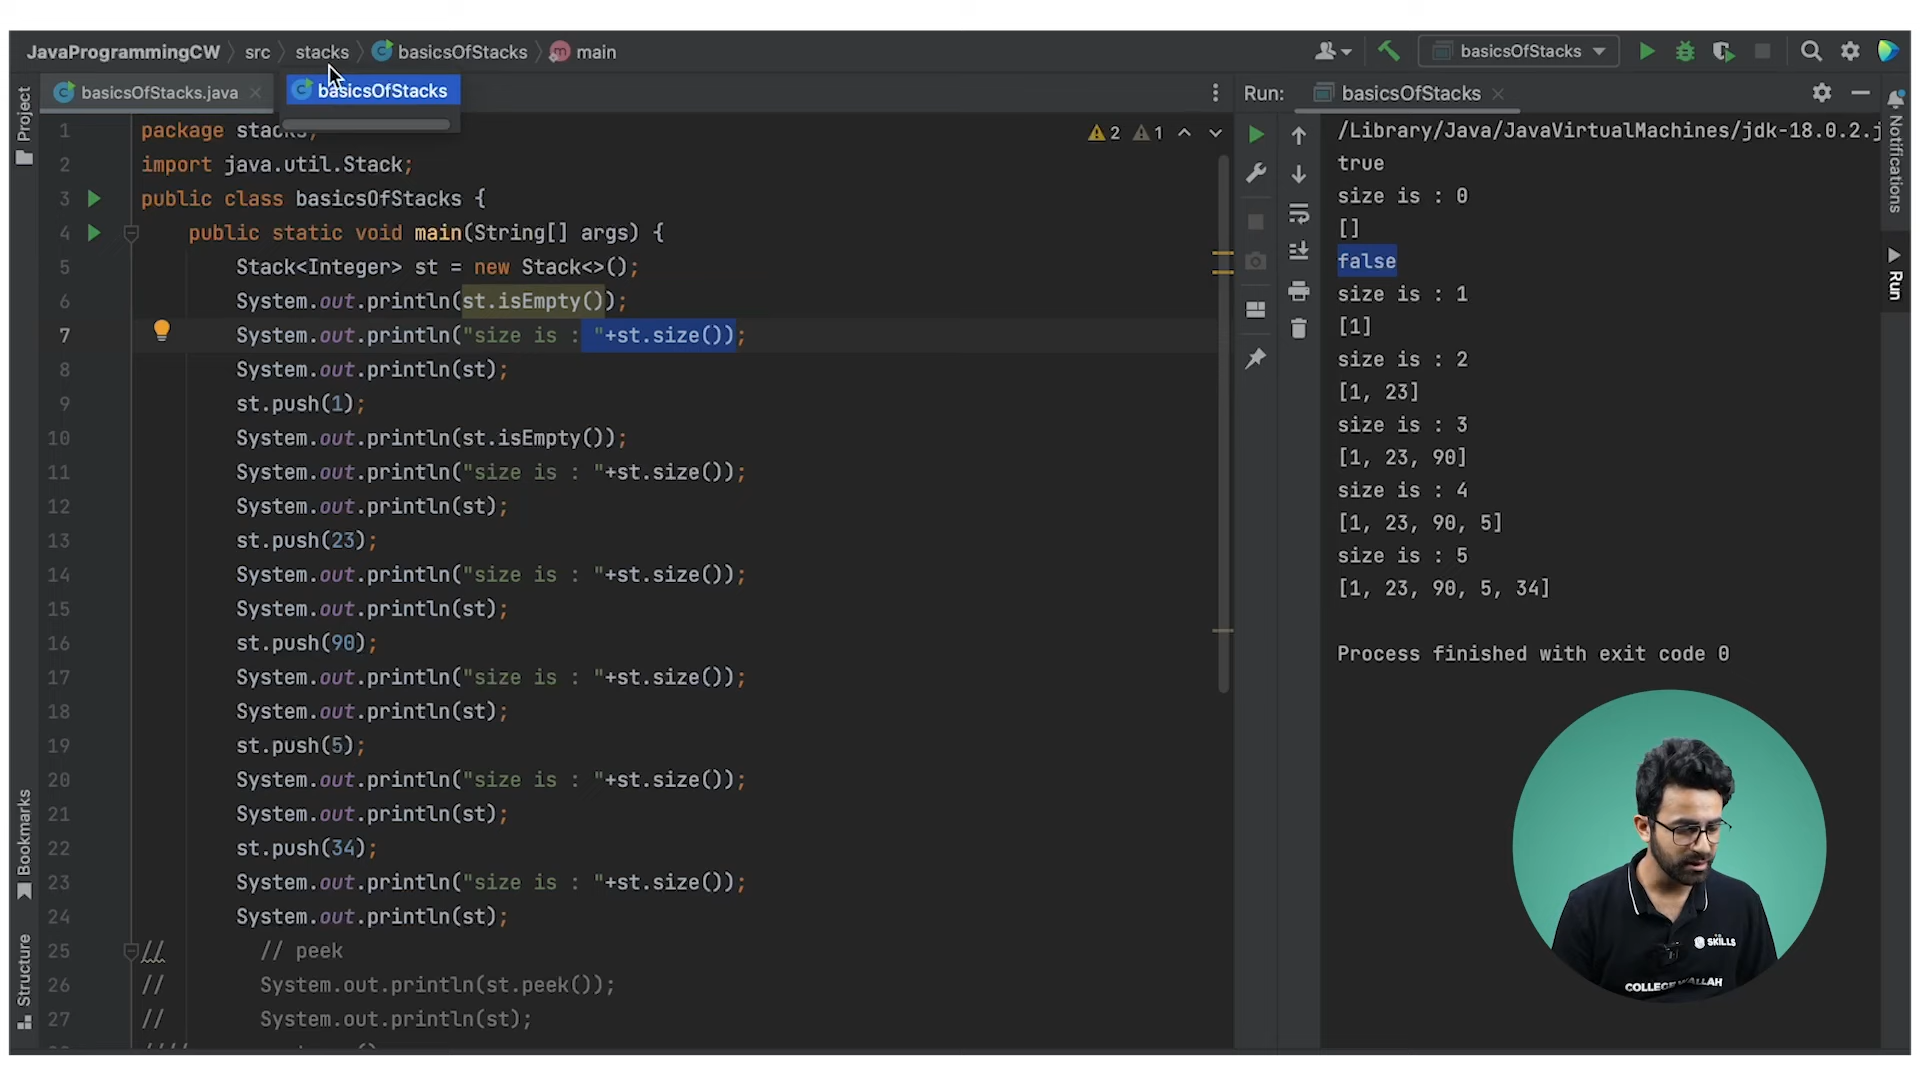 JavaProgrammingCW src stacks basicsOfStacks main
basicsOfStacks
basicsOfStacks.java
basicsOfStacks
Run: basicsOfStacks
Project
Bookmarks
Structure
Notifications
Run
2 1
1 package stacks;
2 import java.util.Stack;
3 public class basicsOfStacks {
4 public static void main(String[] args) {
5 Stack<Integer> st = new Stack<>();
6 System.out.println(st.isEmpty());
7 System.out.println("size is : "+st.size());
8 System.out.println(st);
9 st.push(1);
10 System.out.println(st.isEmpty());
11 System.out.println("size is : "+st.size());
12 System.out.println(st);
13 st.push(23);
14 System.out.println("size is : "+st.size());
15 System.out.println(st);
16 st.push(90);
17 System.out.println("size is : "+st.size());
18 System.out.println(st);
19 st.push(5);
20 System.out.println("size is : "+st.size());
21 System.out.println(st);
22 st.push(34);
23 System.out.println("size is : "+st.size());
24 System.out.println(st);
25 // // peek
26 // System.out.println(st.peek());
27 // System.out.println(st);
/Library/Java/JavaVirtualMachines/jdk-18.0.2.j
true
size is : 0
[]
false
size is : 1
[1]
size is : 2
[1, 23]
size is : 3
[1, 23, 90]
size is : 4
[1, 23, 90, 5]
size is : 5
[1, 23, 90, 5, 34]
Process finished with exit code 0
SKILLS
COLLEGE WALLAH